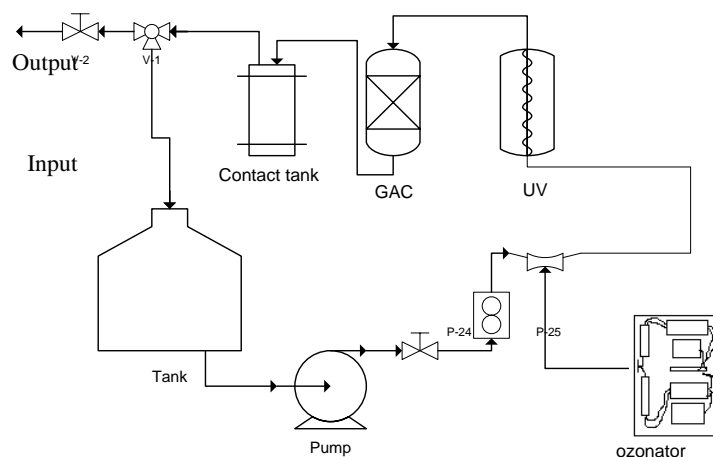 Output
V-2
V-1
Input
Contact tank
GAC
UV
P-24
P-25
Tank
Pump
ozonator